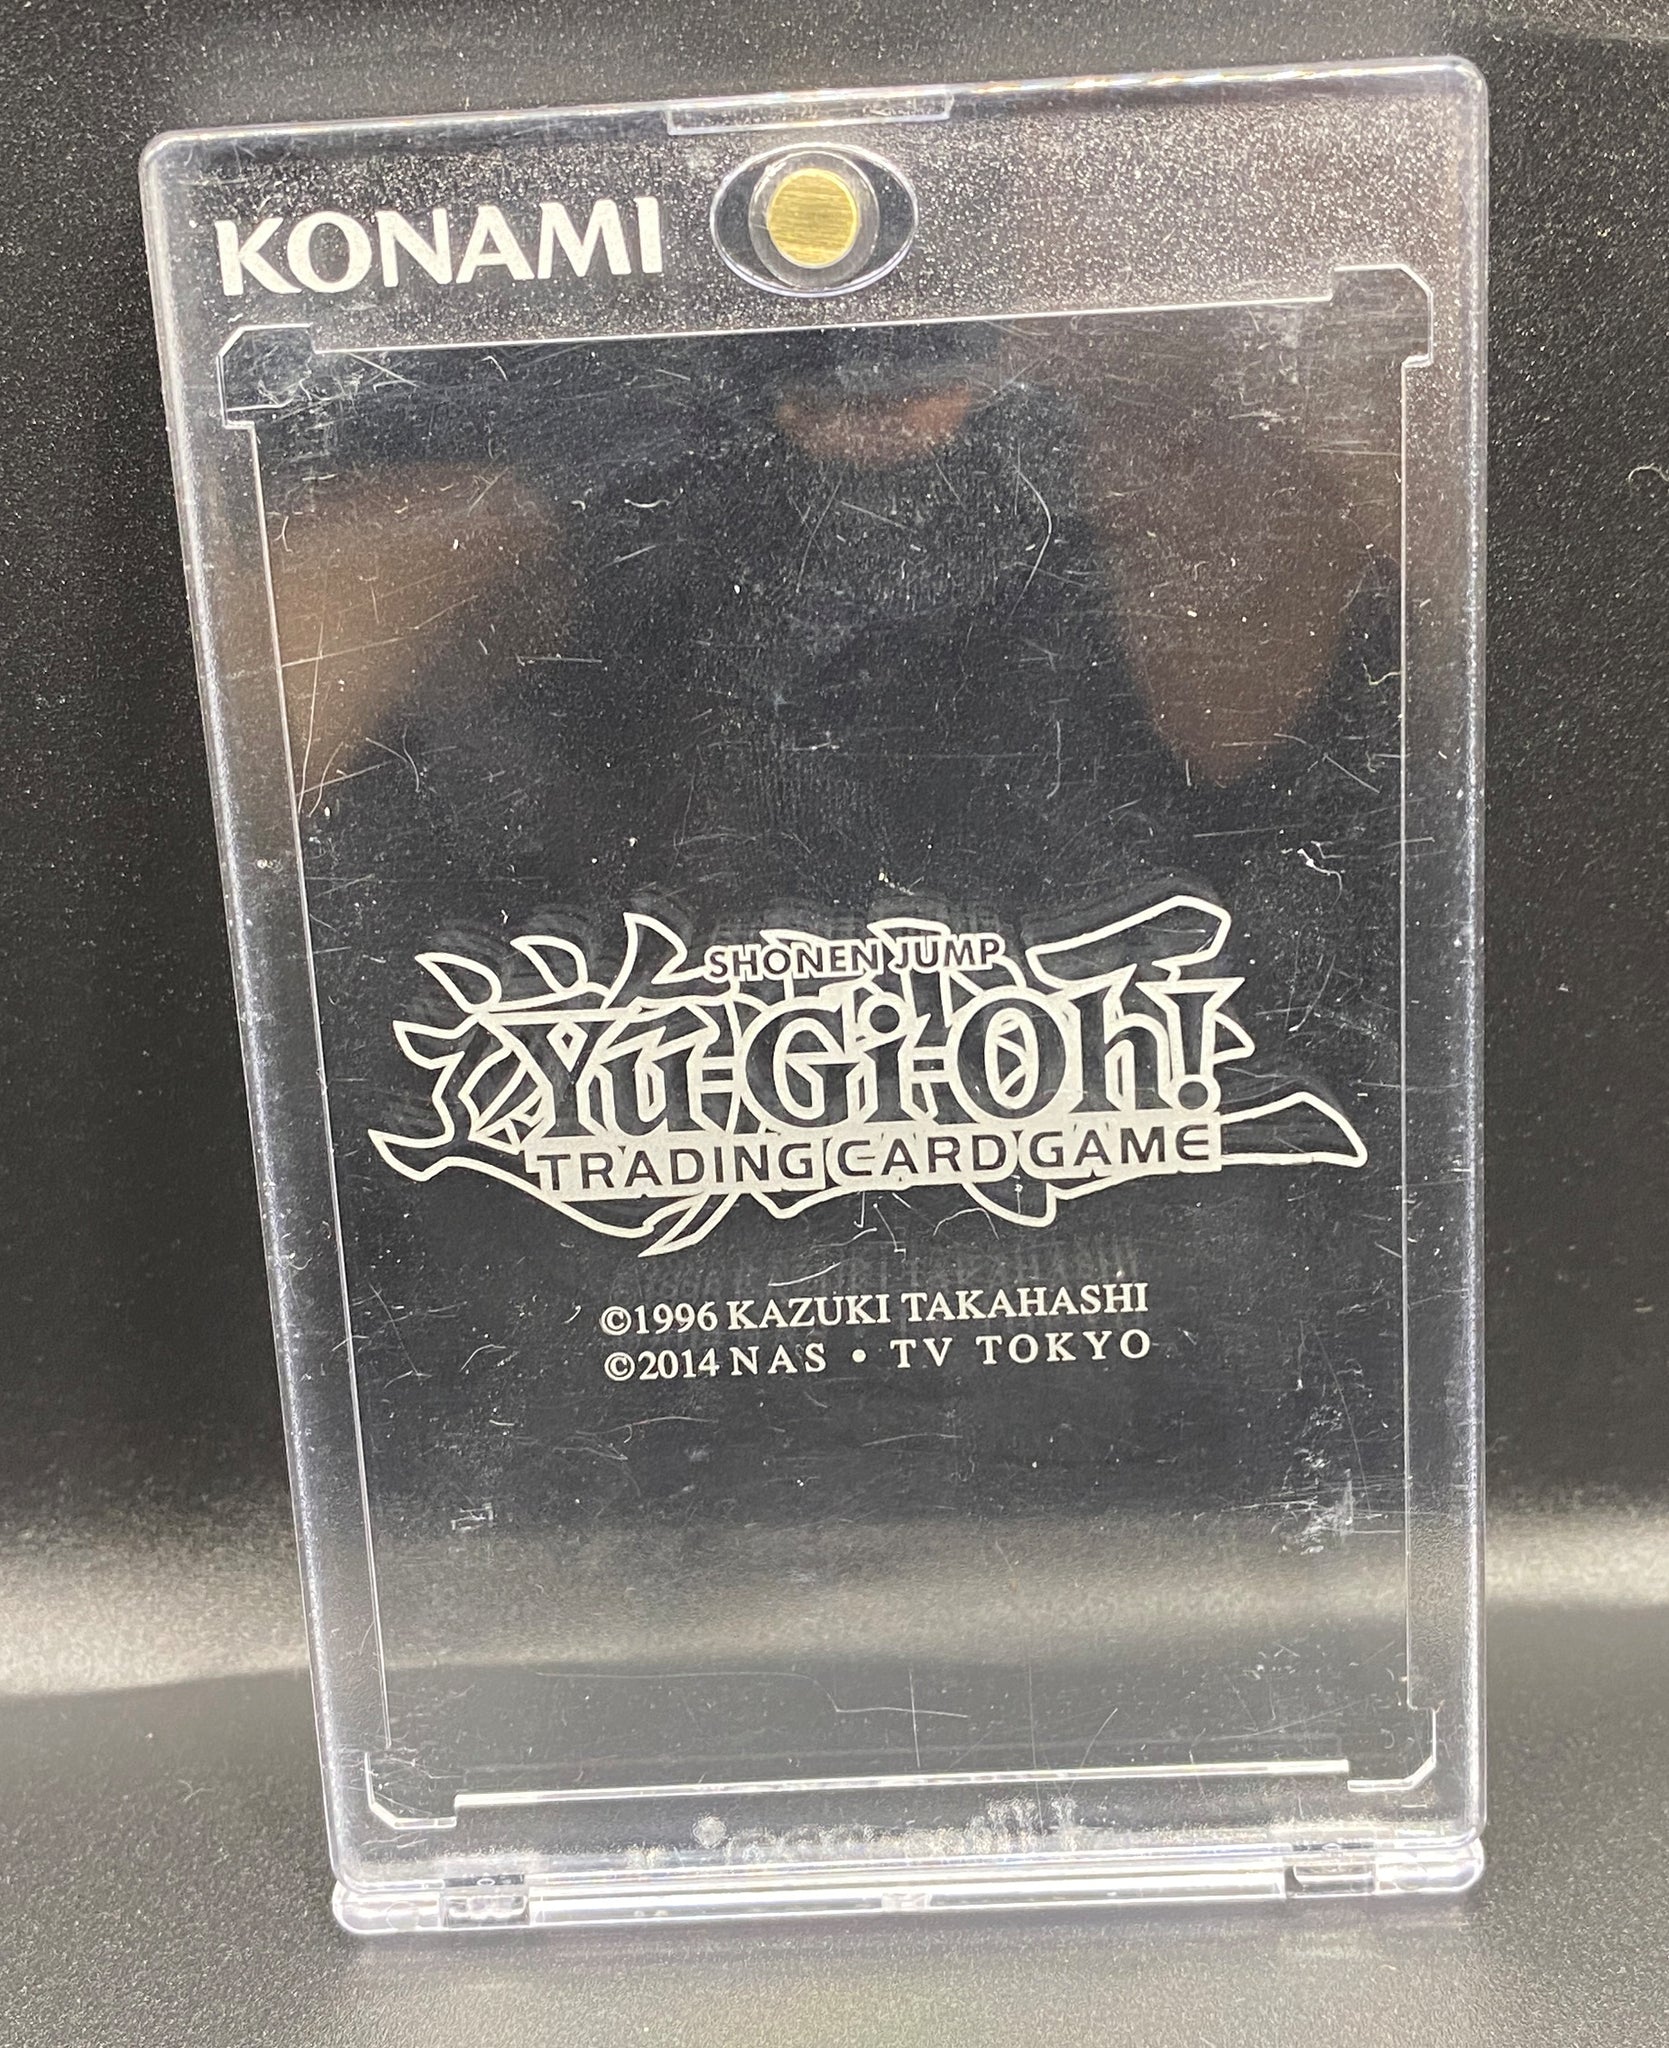 KONAMI
SHONEN JUMP
Yu-Gi-Oh!
TRADING CARD GAME
©1996 KAZUKI TAKAHASHI
©2014 NAS • TV TOKYO